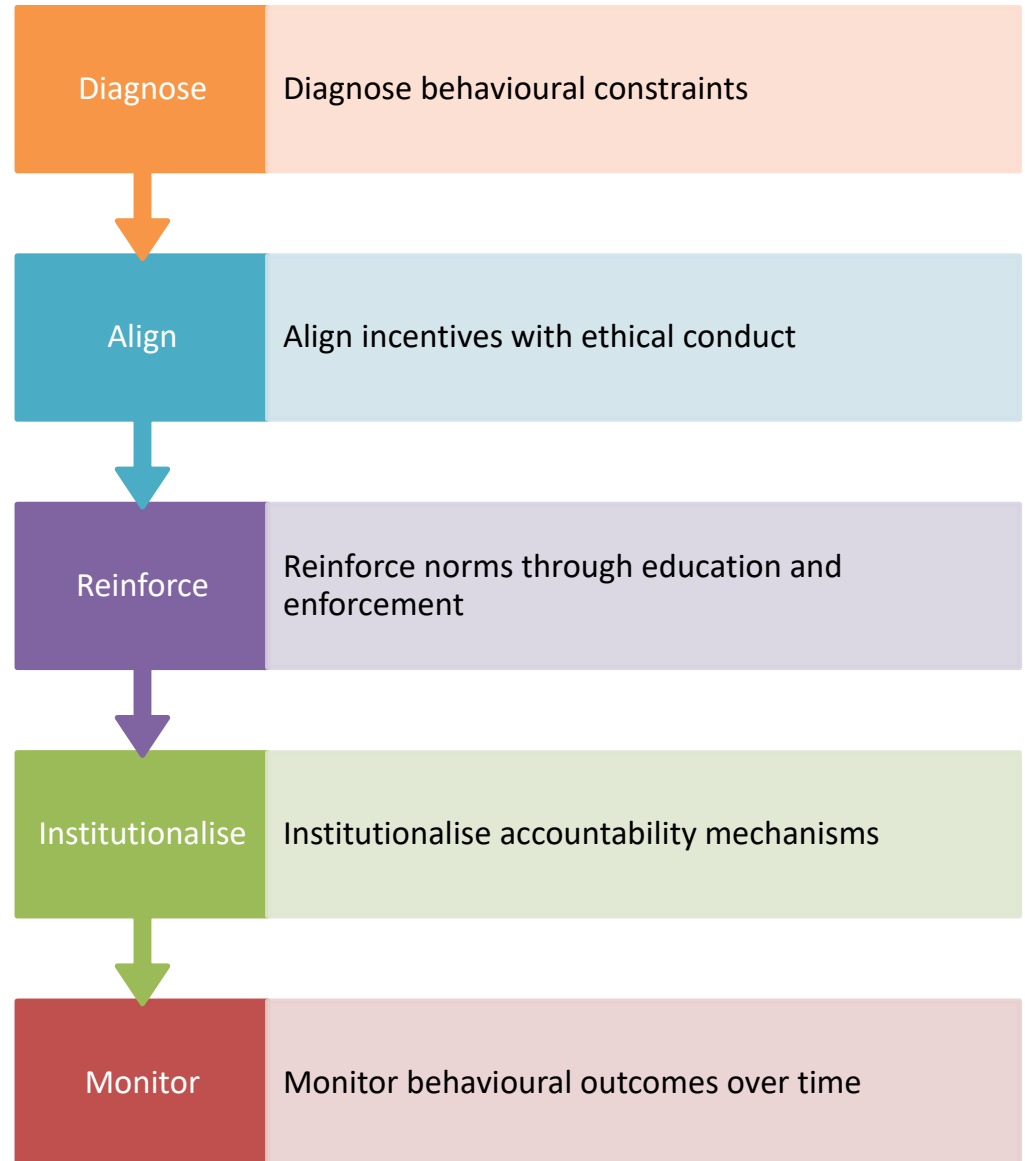 Diagnose
Diagnose behavioural constraints
Align
Align incentives with ethical conduct
Reinforce
Reinforce norms through education and
enforcement
Institutionalise
Institutionalise accountability mechanisms
Monitor
Monitor behavioural outcomes over time